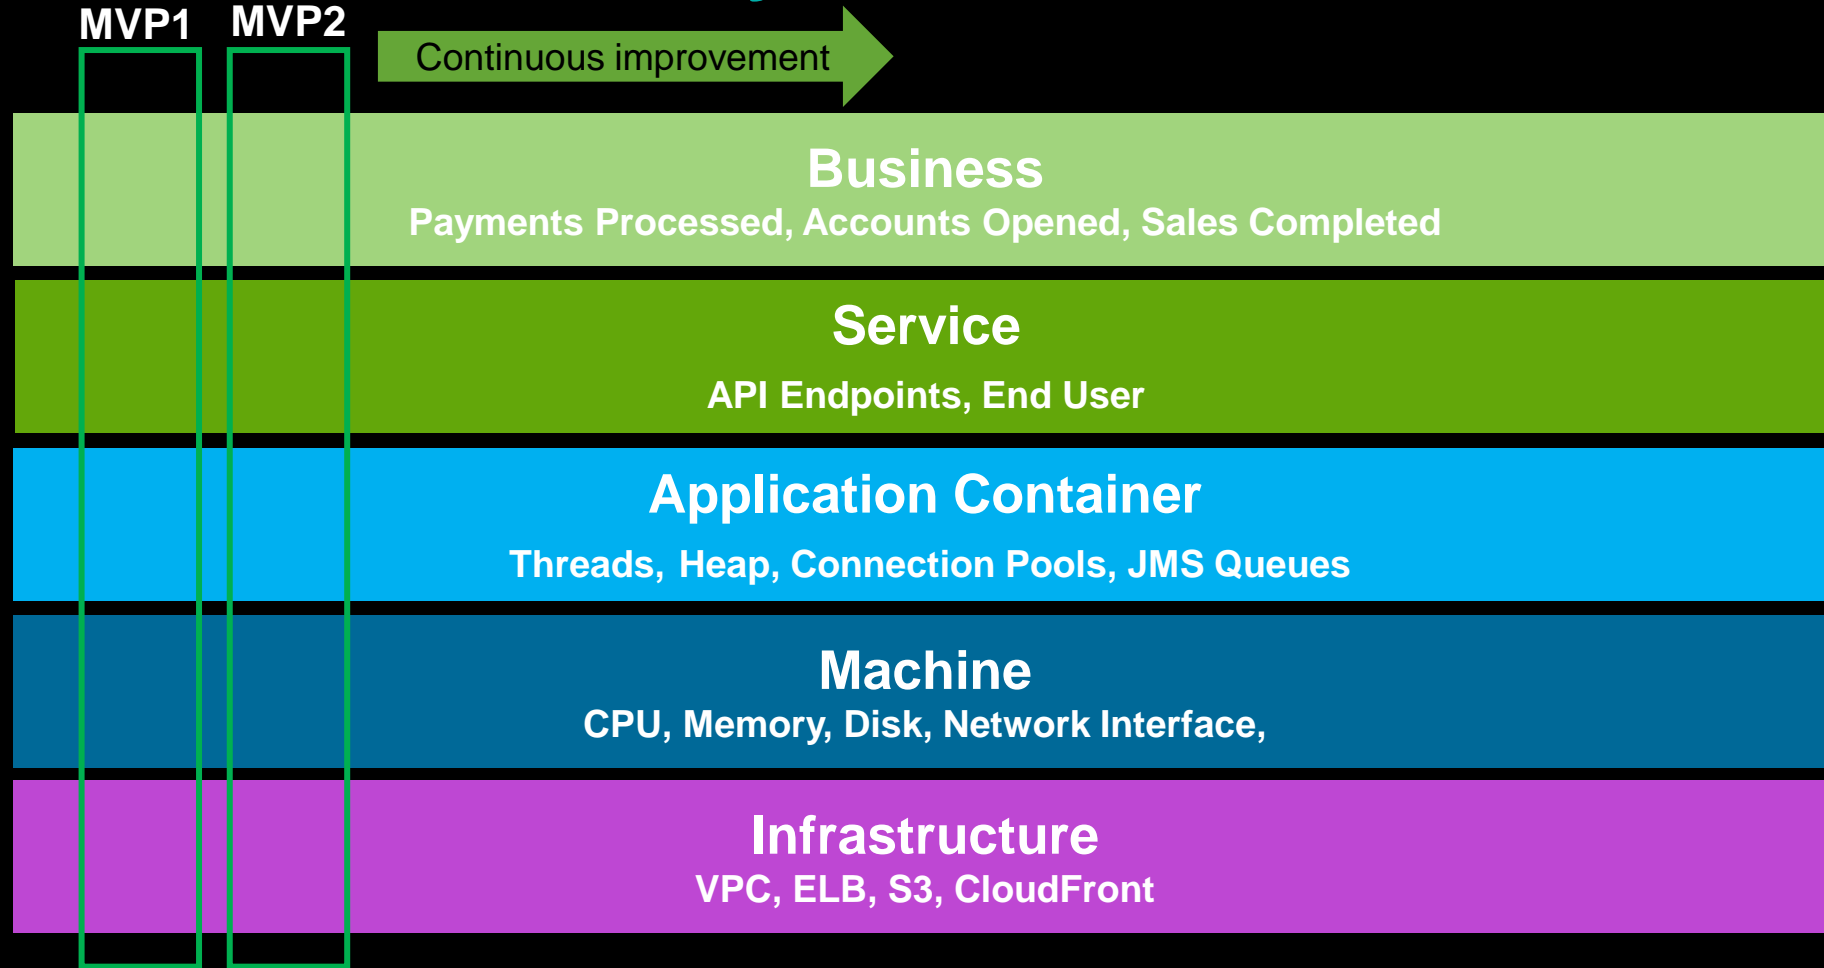 MVP1 MVP2
Continuous improvement
Business
Payments Processed, Accounts Opened, Sales Completed
Service
API Endpoints, End User
Application Container
Threads, Heap, Connection Pools, JMS Queues
Machine
CPU, Memory, Disk, Network Interface,
Infrastructure
VPC, ELB, S3, CloudFront